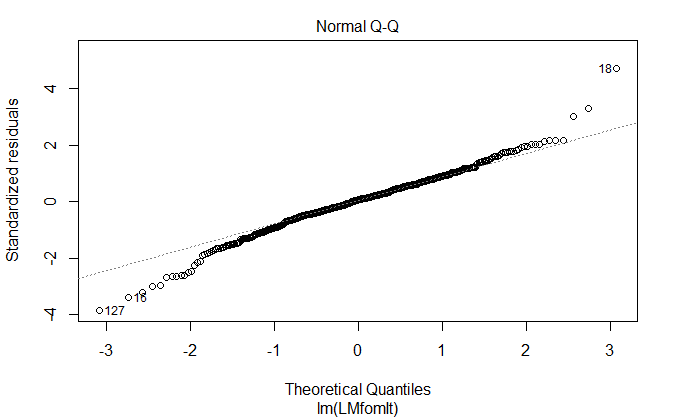 Normal Q-Q
Standardized residuals
4
2
0
-2
-4
18
16
127
-3 -2 -1 0 1 2 3
Theoretical Quantiles
lm(LMfomlt)